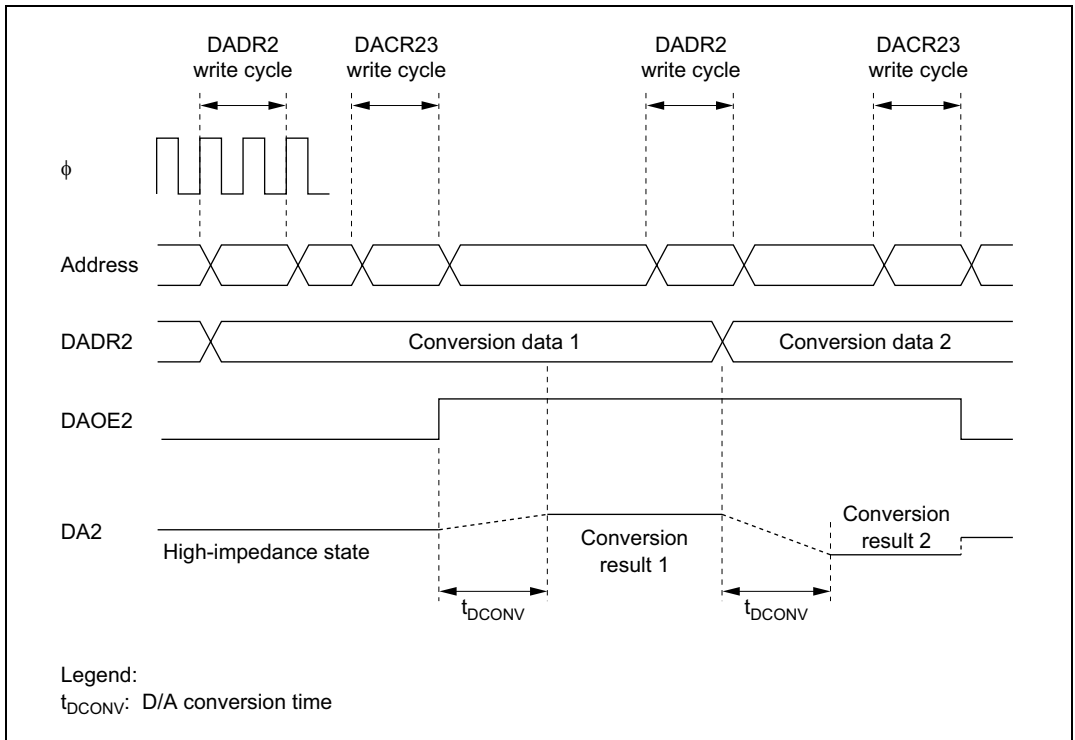 DADR2
write cycle
DACR23
write cycle
DADR2
write cycle
DACR23
write cycle
ϕ
Address
DADR2
Conversion data 1
Conversion data 2
DAOE2
DA2
High-impedance state
Conversion
result 1
Conversion
result 2
tDCONV
tDCONV
Legend:
tDCONV: D/A conversion time